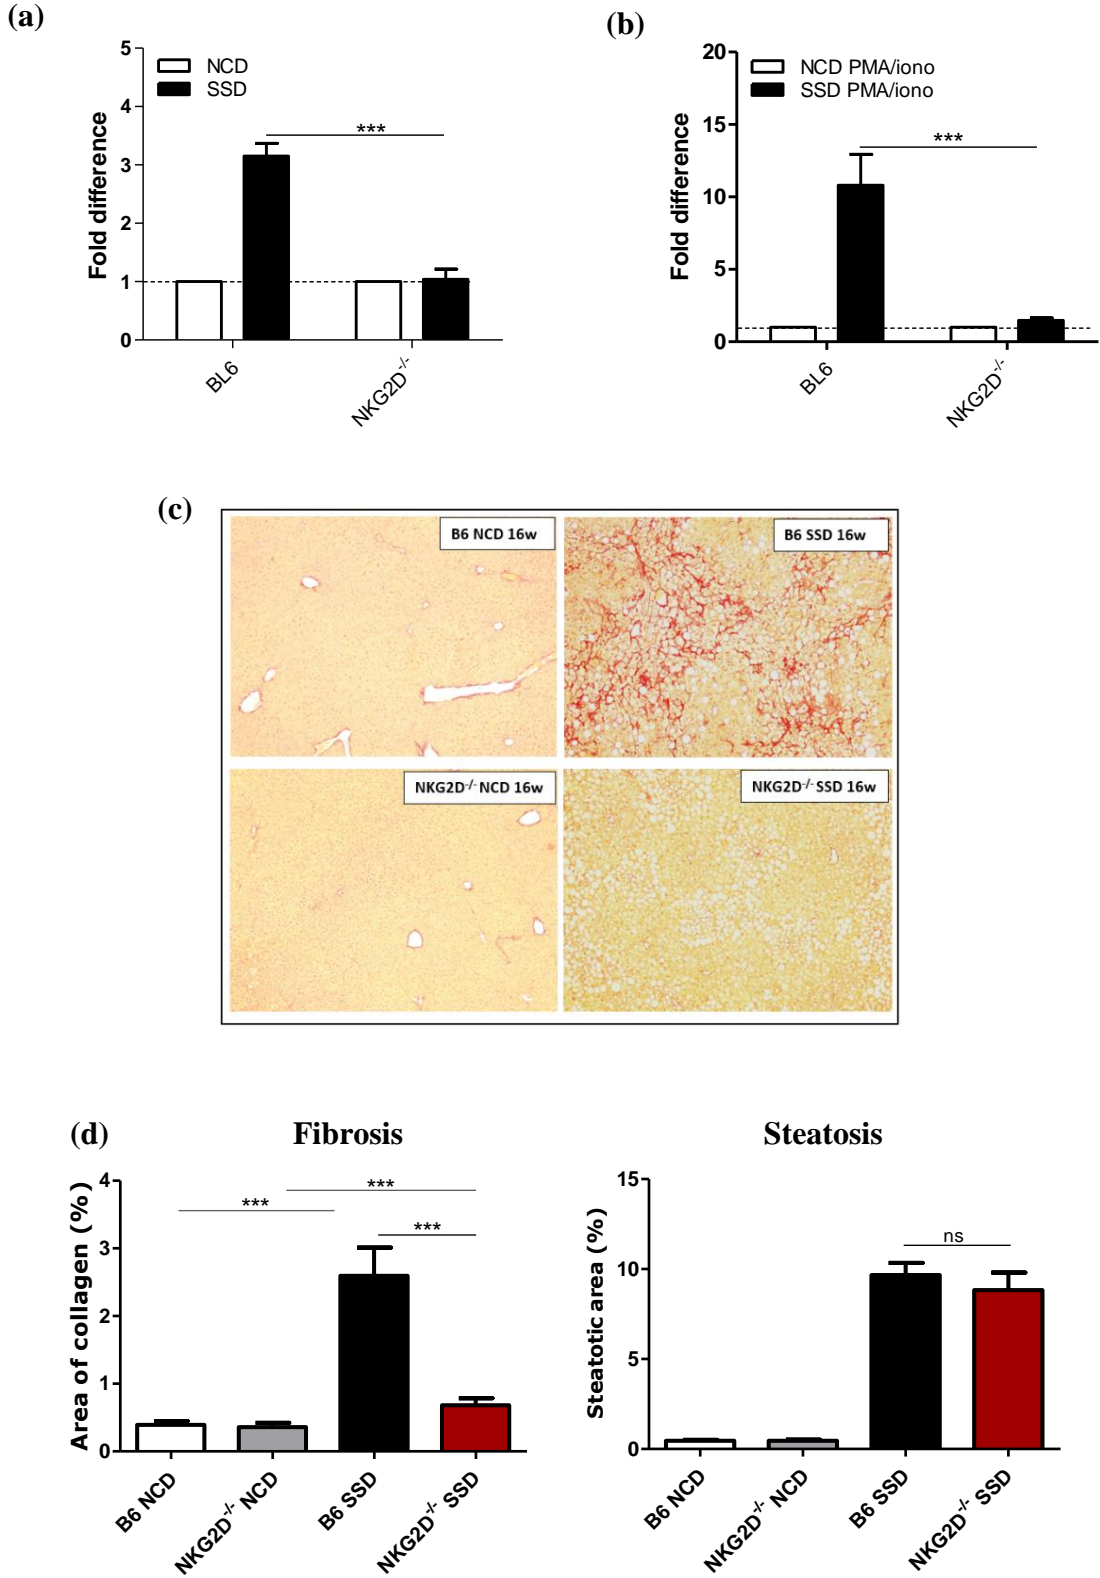 (a)
5
4
3
2
1
0
Fold difference
NCD
SSD
***
BL6
NKG2D-/-
(b)
20
15
10
5
0
Fold difference
NCD PMA/iono
SSD PMA/iono
***
BL6
NKG2D-/-
(c)
B6 NCD 16w
B6 SSD 16w
NKG2D-/- NCD 16w
NKG2D-/- SSD 16w
(d)
Fibrosis
4
3
2
1
0
Area of collagen (%)
***
***
***
B6 NCD
NKG2D-/- NCD
B6 SSD
NKG2D-/- SSD
Steatosis
15
10
5
0
Steatotic area (%)
ns
B6 NCD
NKG2D-/- NCD
B6 SSD
NKG2D-/- SSD